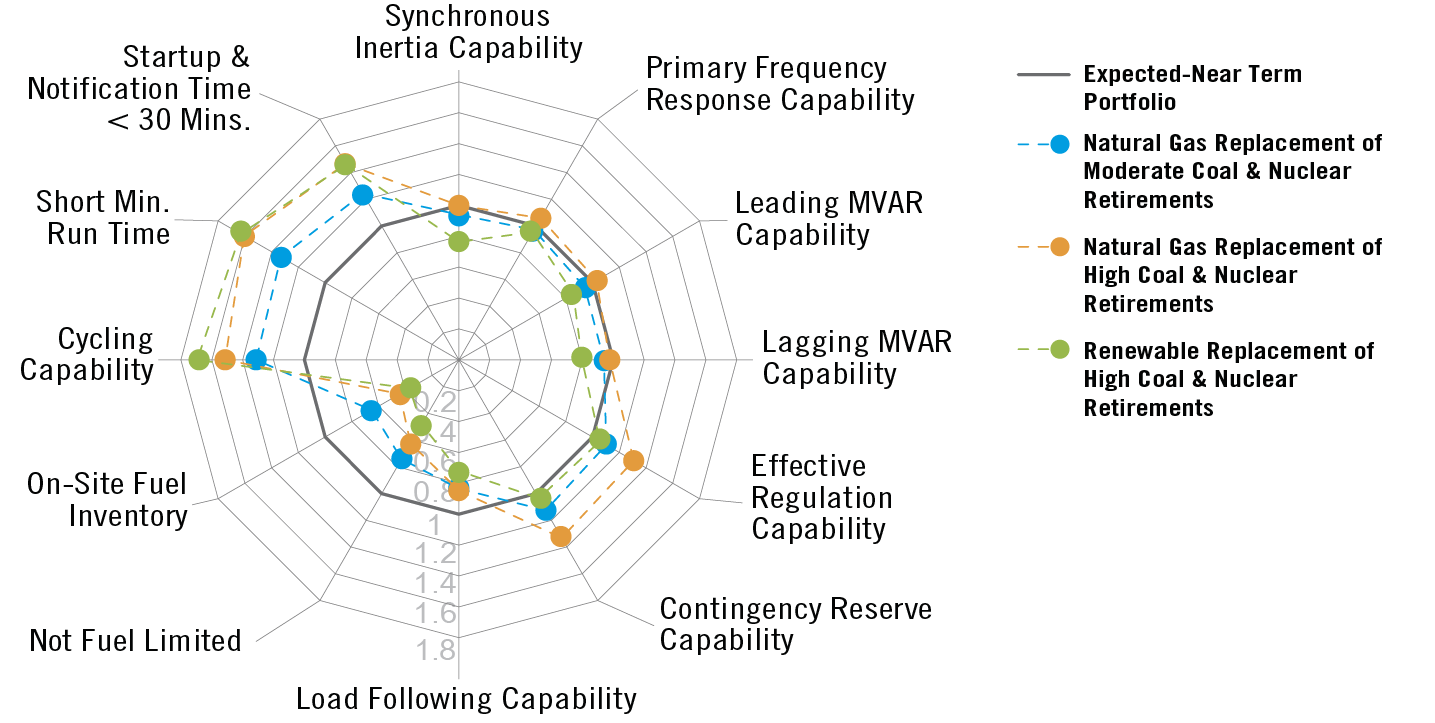 Synchronous
Inertia Capability
Primary Frequency
Response Capability
Leading MVAR
Capability
Lagging MVAR
Capability
Effective
Regulation
Capability
Contingency Reserve
Capability
Load Following Capability
Not Fuel Limited
On-Site Fuel
Inventory
Cycling
Capability
Short Min.
Run Time
Startup &
Notification Time
< 30 Mins.
0.2
0.4
0.6
0.8
1
1.2
1.4
1.6
1.8
Expected-Near Term
Portfolio
Natural Gas Replacement of
Moderate Coal & Nuclear
Retirements
Natural Gas Replacement of
High Coal & Nuclear
Retirements
Renewable Replacement of
High Coal & Nuclear
Retirements